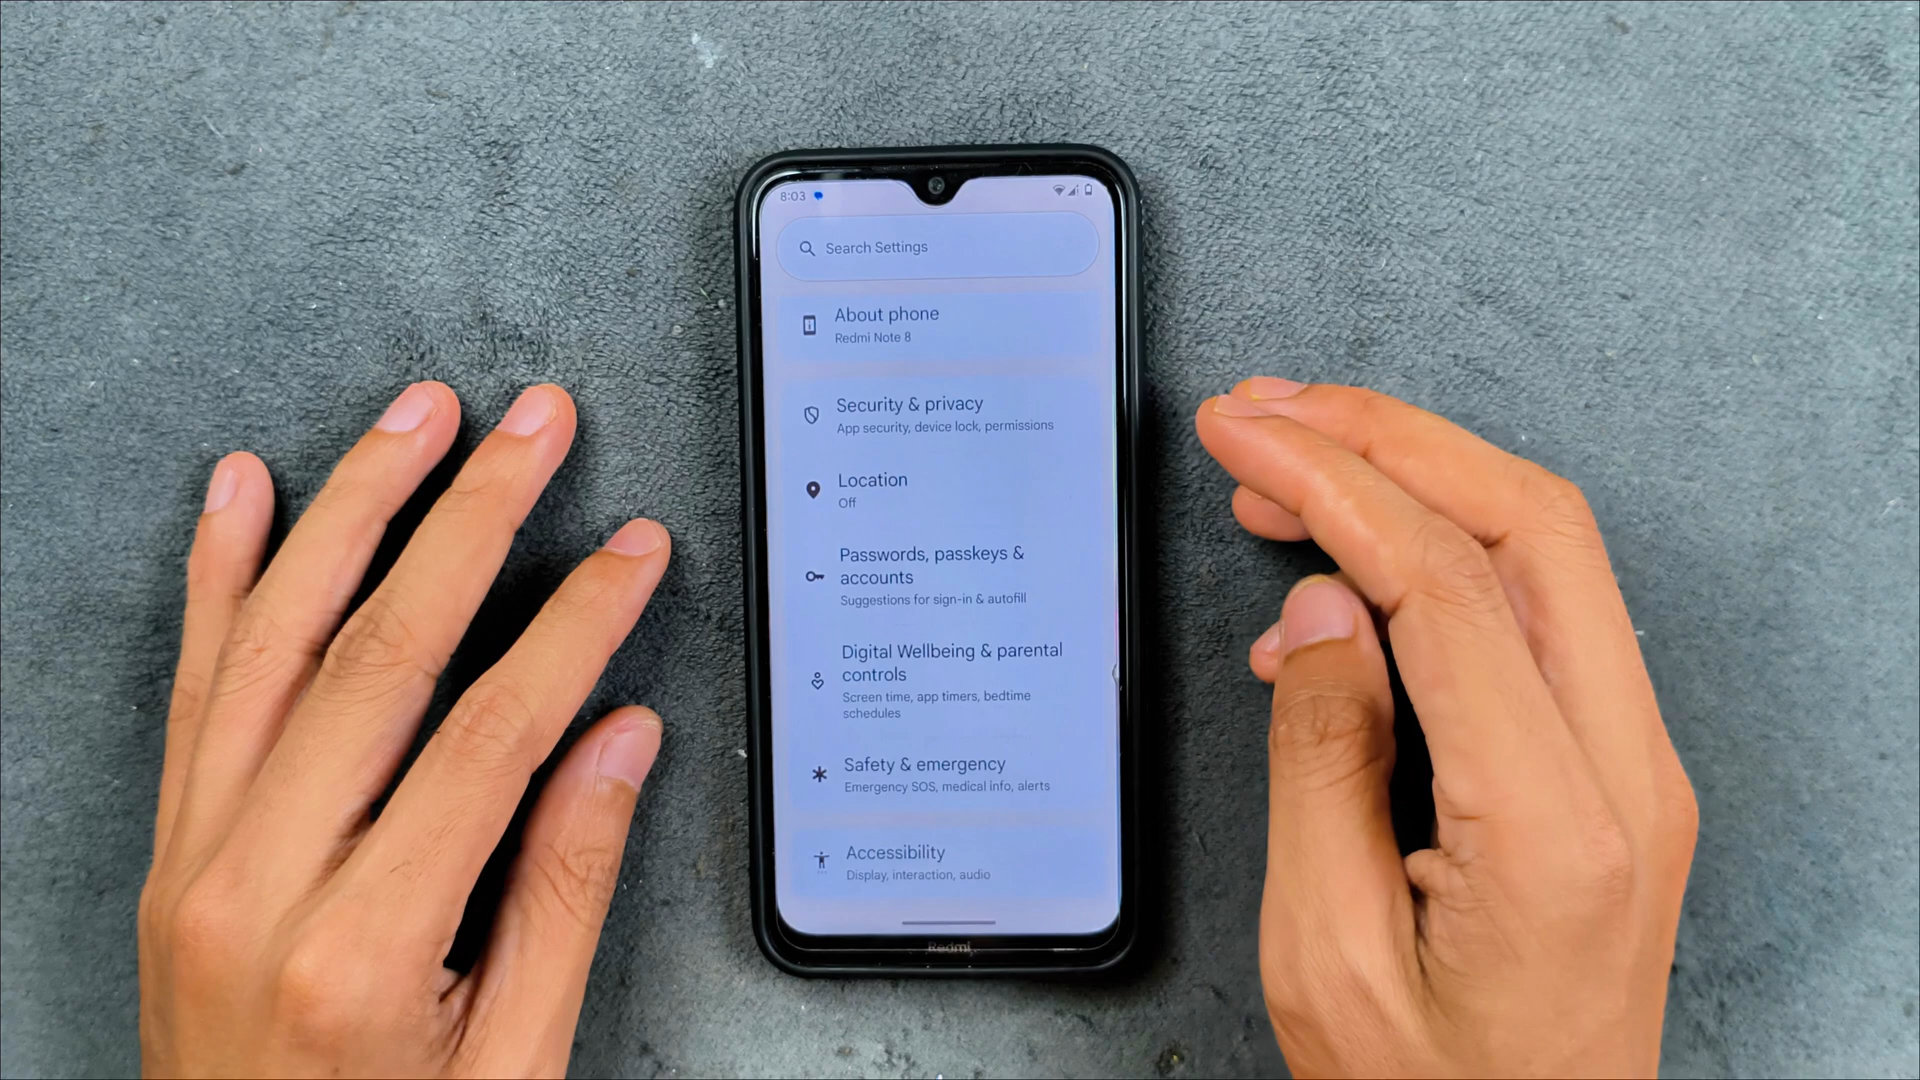 8:03
Search Settings
About phone
Redmi Note 8
Security & privacy
App security, device lock, permissions
Location
Off
Passwords, passkeys &
accounts
Suggestions for sign-in & autofill
Digital Wellbeing & parental
controls
Screen time, app timers, bedtime
schedules
Safety & emergency
Emergency SOS, medical info, alerts
Accessibility
Display, interaction, audio
Redmi